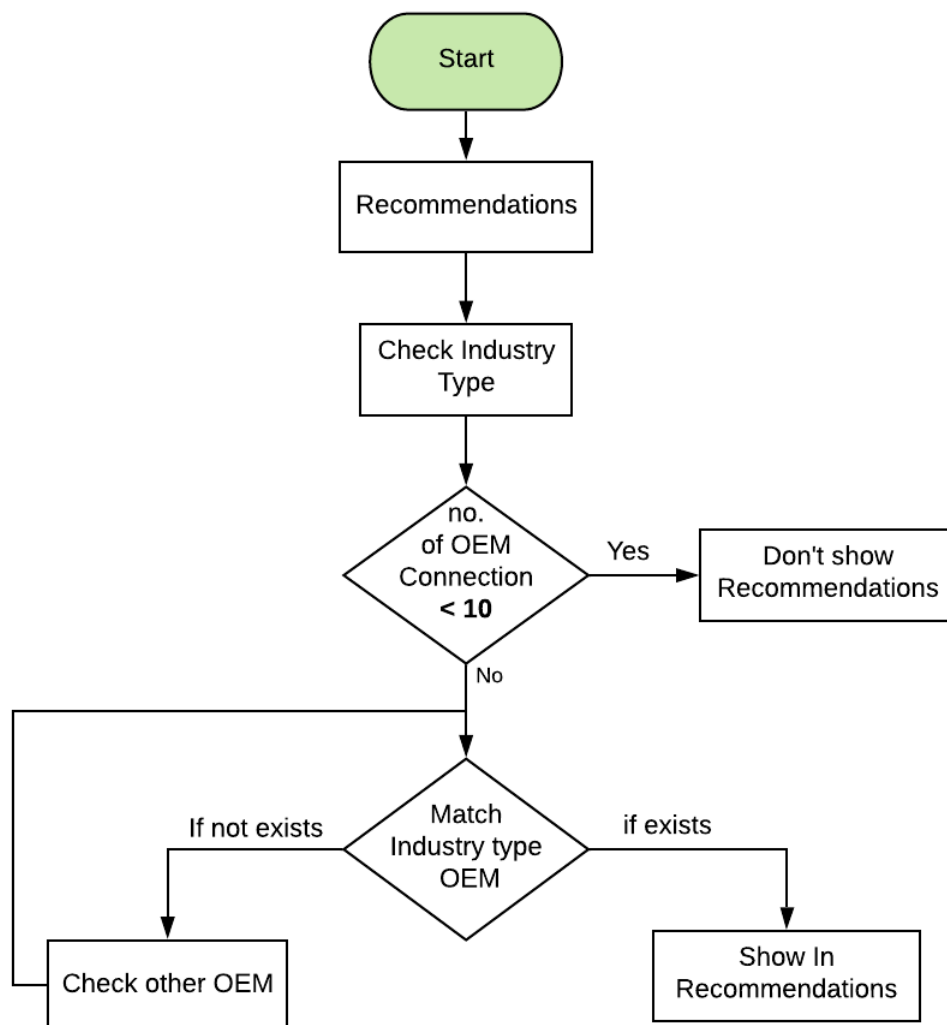 Start
Recommendations
Check Industry
Type
no.
of OEM
Connection
< 10
Yes
Don't show
Recommendations
No
Match
Industry type
OEM
If not exists
if exists
Check other OEM
Show In
Recommendations